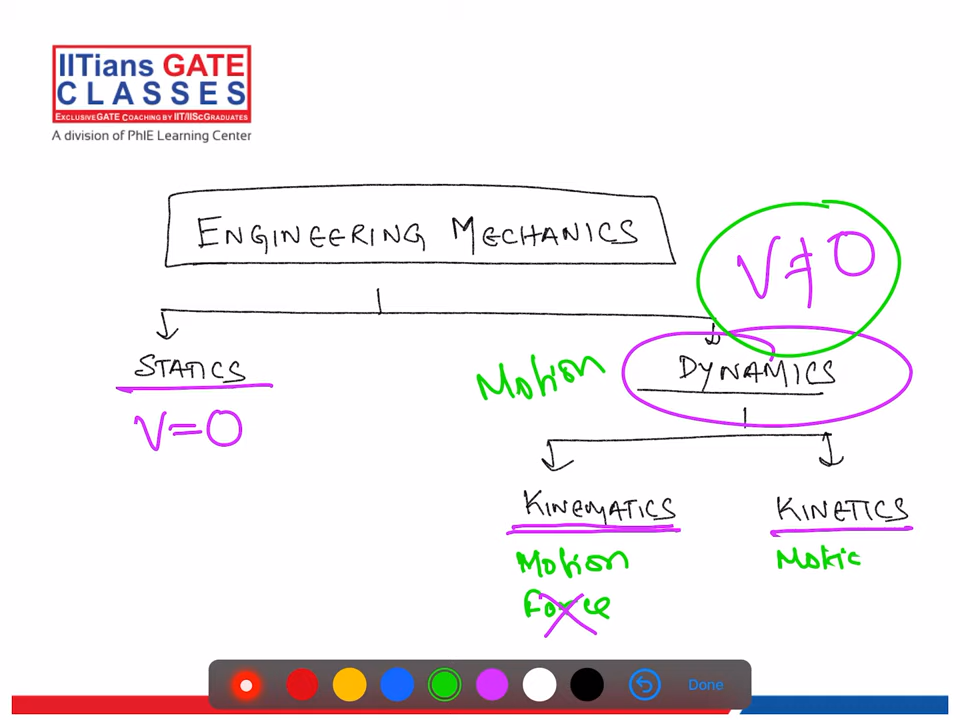 IITians GATE
CLASSES
EXCLUSIVE GATE COACHING BY IIT/IISc GRADUATES
A division of PhIE Learning Center
ENGINEERING MECHANICS
V≠0
STATICS
V=0
Motion
DYNAMICS
KINEMATICS
Motion
Force
KINETICS
Motic
Done